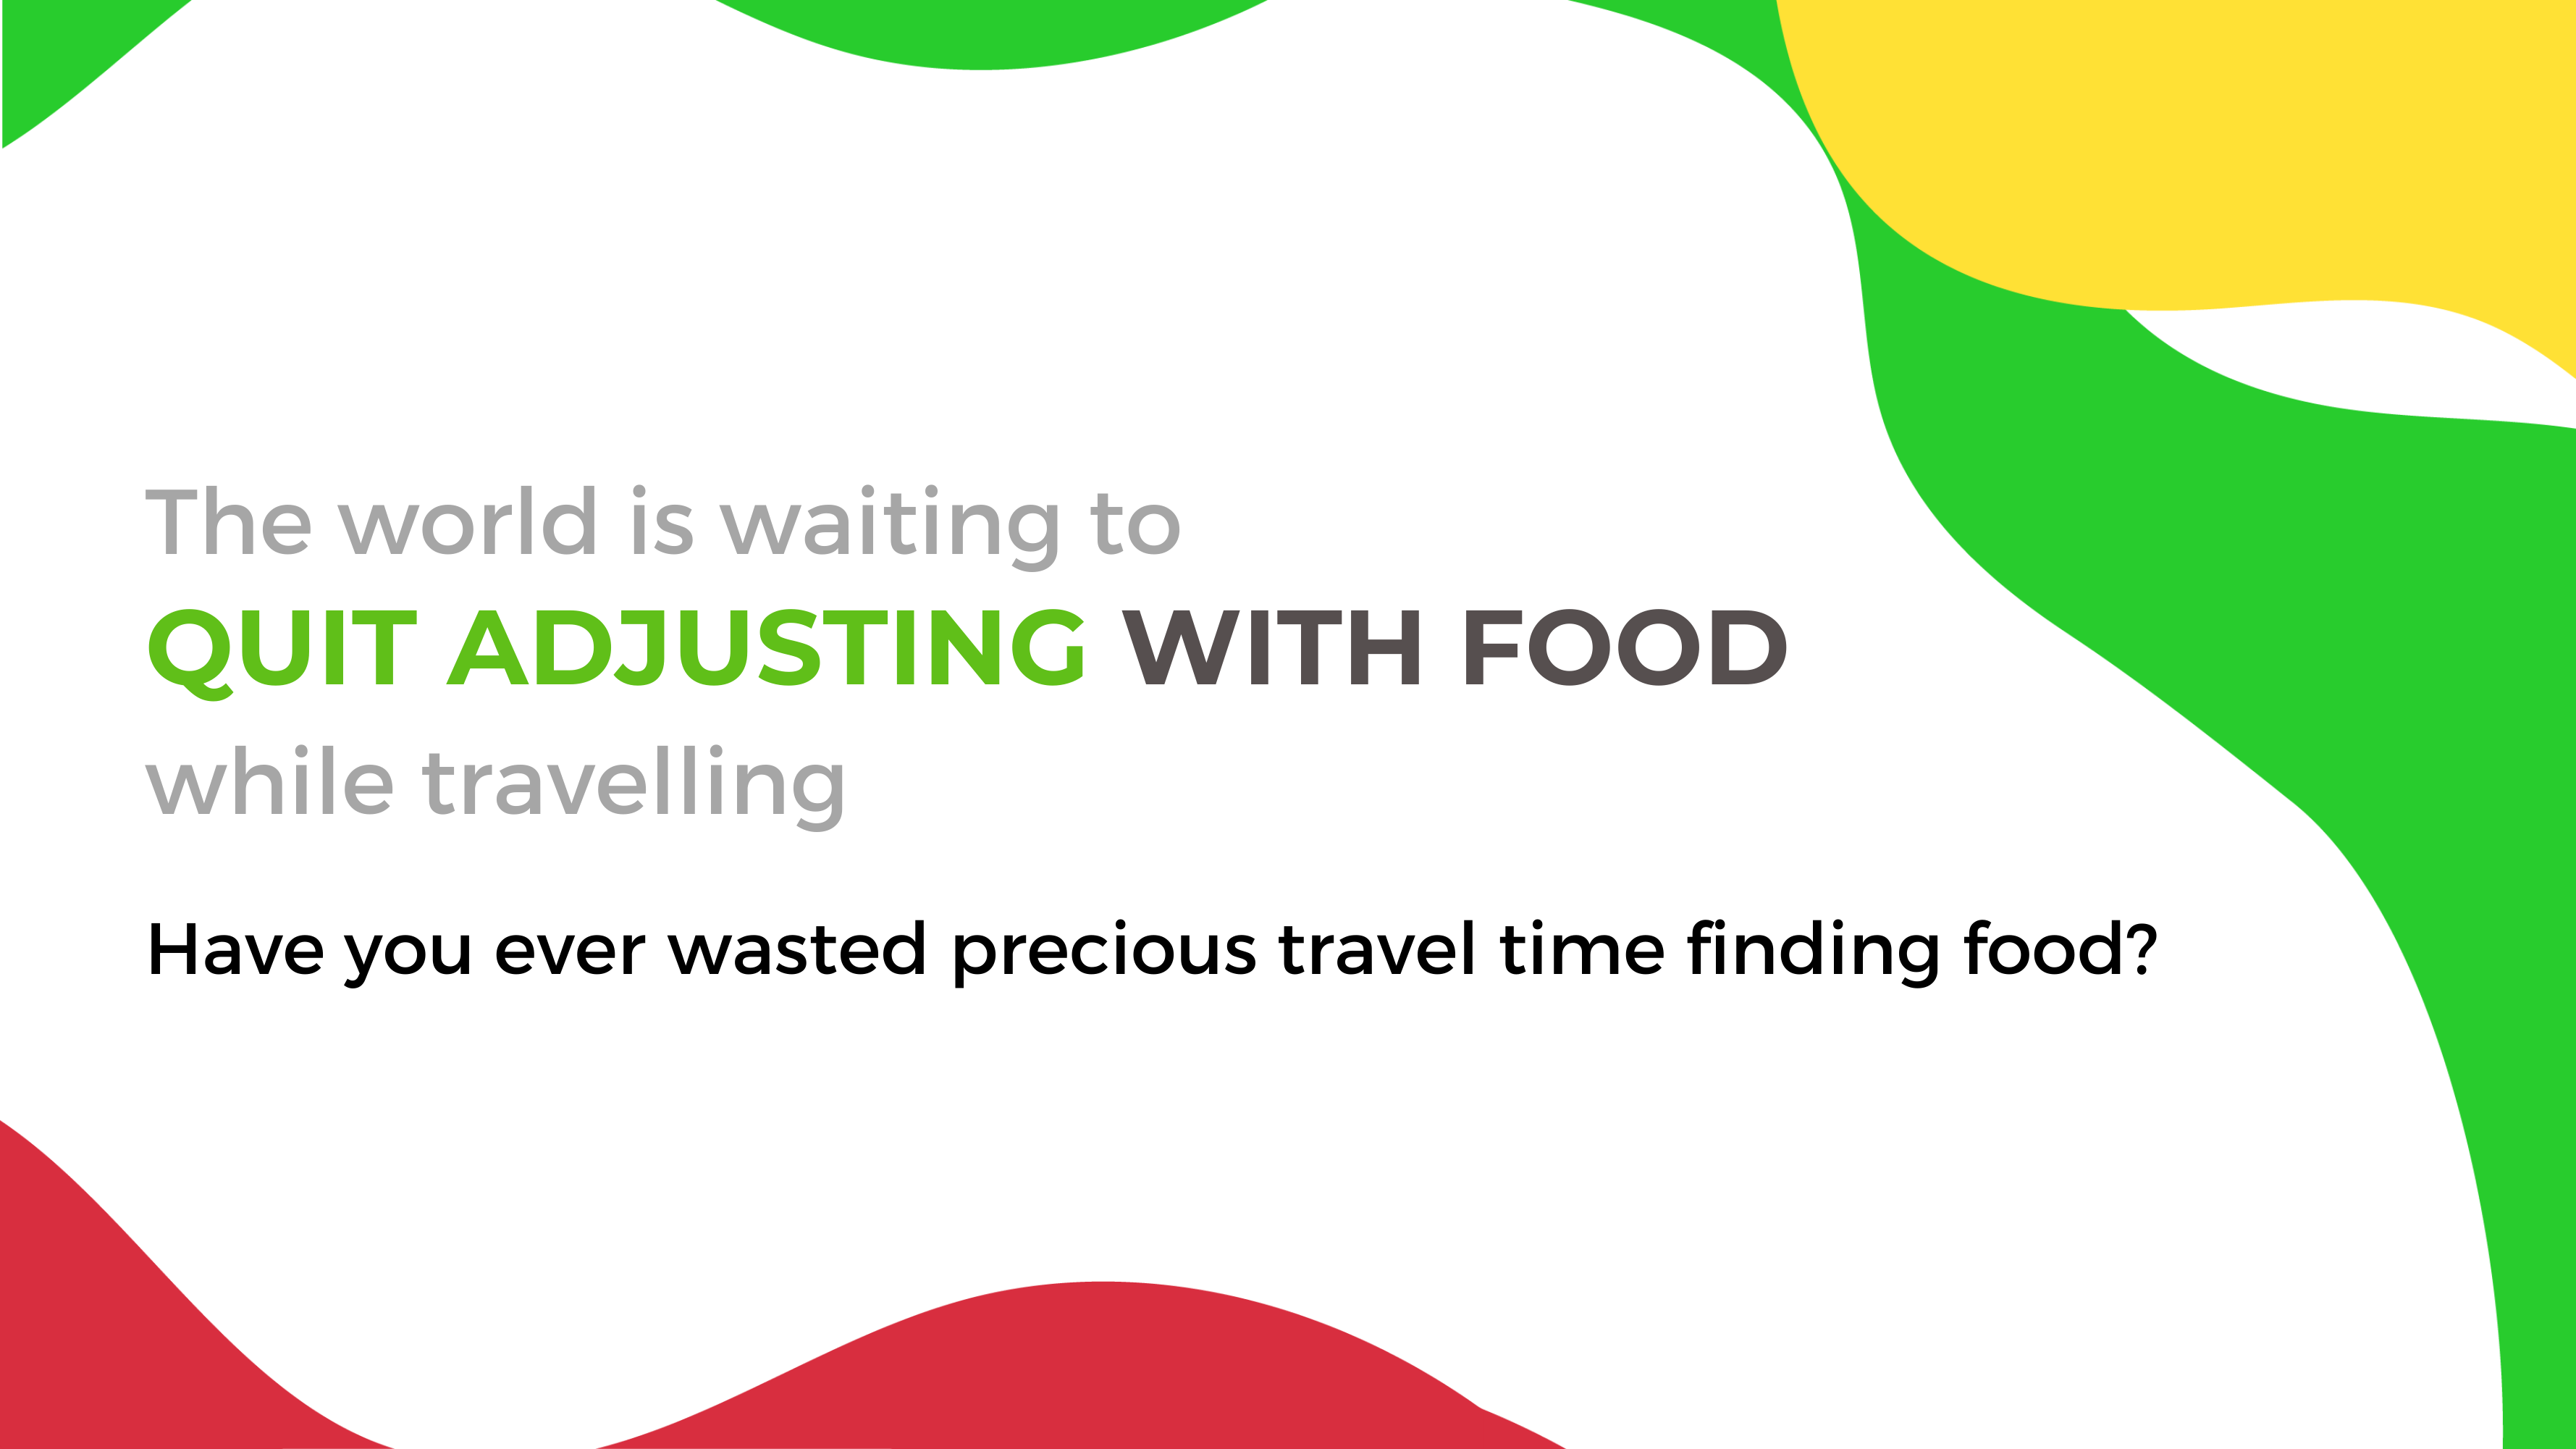 The world is waiting to
QUIT ADJUSTING WITH FOOD
while travelling
Have you ever wasted precious travel time finding food?